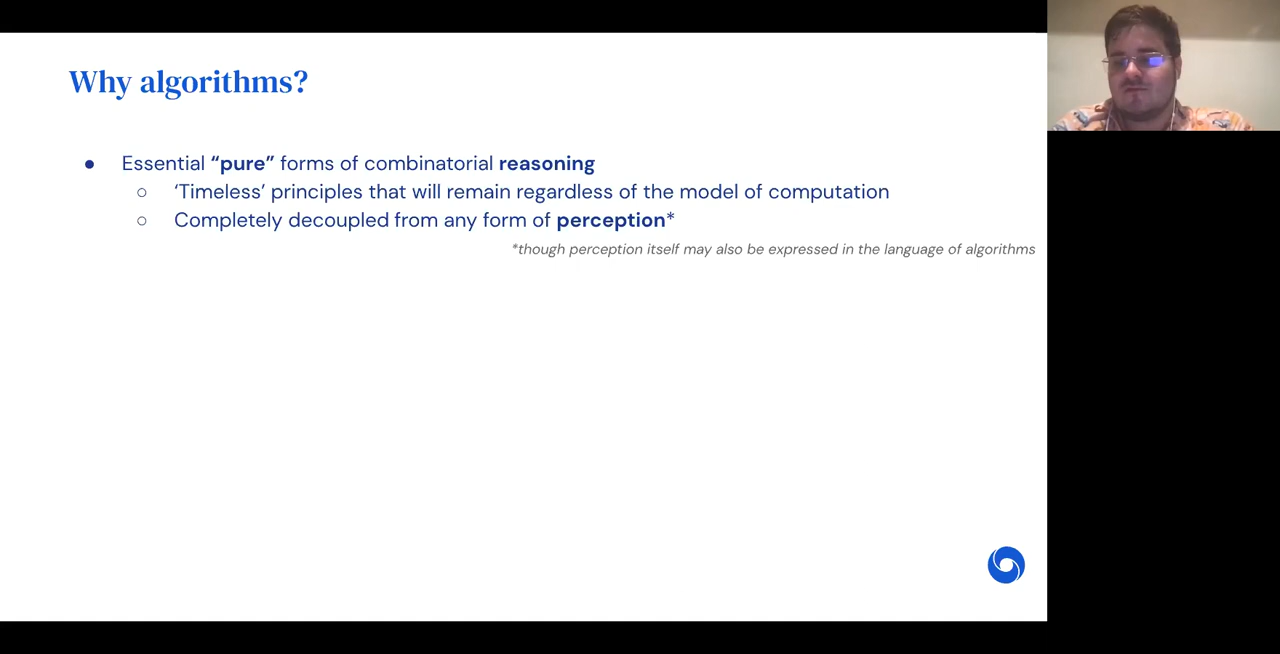 Why algorithms?
● Essential “pure” forms of combinatorial reasoning
○ ‘Timeless’ principles that will remain regardless of the model of computation
○ Completely decoupled from any form of perception*
*though perception itself may also be expressed in the language of algorithms